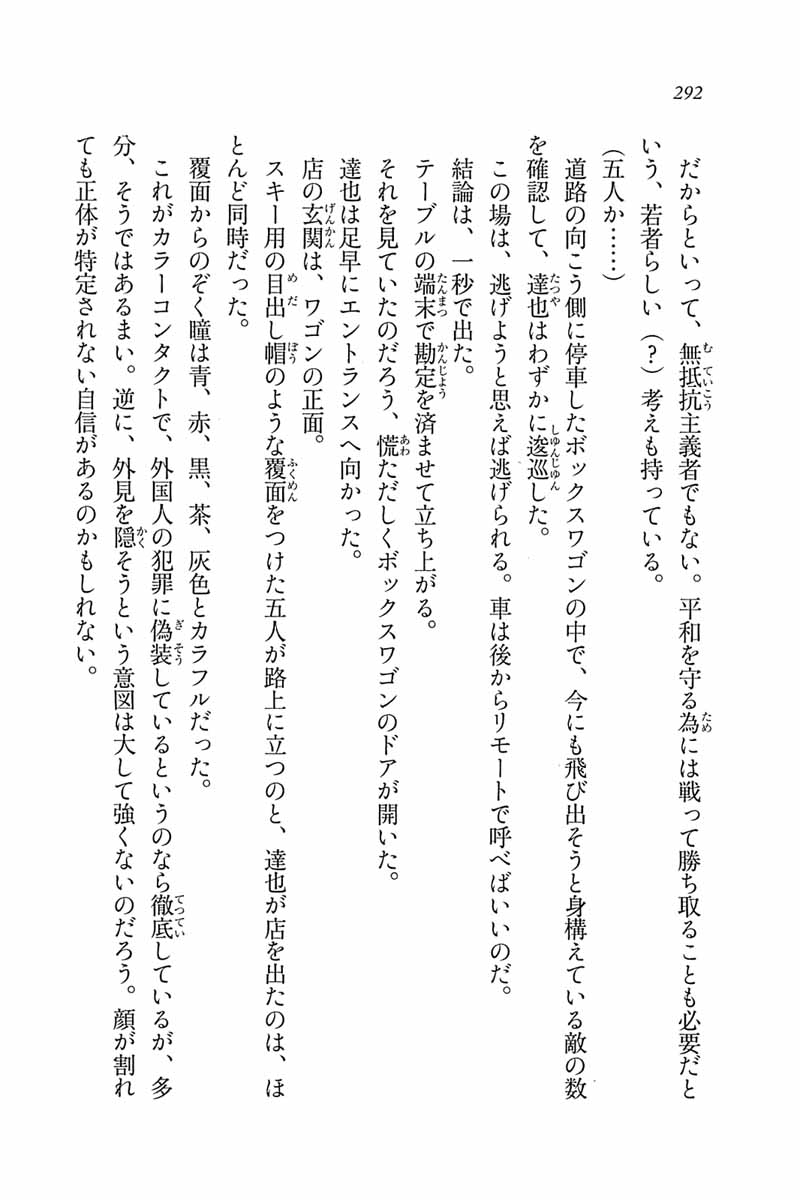 292
だからといって、無抵抗主義者でもない。平和を守る為には戦って勝ち取ることも必要だと
いう、若者らしい（？）考えも持っている。
（五人か……）
道路の向こう側に停車したボックスワゴンの中で、今にも飛び出そうと身構えている敵の数
を確認して、達也はわずかに逡巡した。
この場は、逃げようと思えば逃げられる。車は後からリモートで呼べばいいのだ。
結論は、一秒で出た。
テーブルの端末で勘定を済ませて立ち上がる。
それを見ていたのだろう、慌ただしくボックスワゴンのドアが開いた。
達也は足早にエントランスへ向かった。
店の玄関は、ワゴンの正面。
スキー用の目出し帽のような覆面をつけた五人が路上に立つのと、達也が店を出たのは、ほ
とんど同時だった。
覆面からのぞく瞳は青、赤、黒、茶、灰色とカラフルだった。
これがカラーコンタクトで、外国人の犯罪に偽装しているというのなら徹底しているが、多
分、そうではあるまい。逆に、外見を隠そうという意図は大して強くないのだろう。顔が割れ
ても正体が特定されない自信があるのかもしれない。